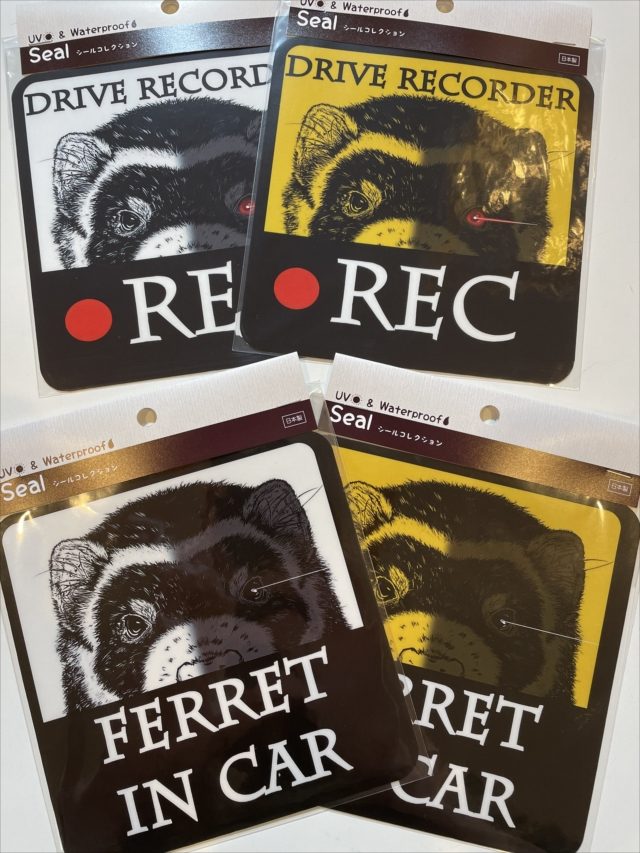 UV & Waterproof
Seal シールコレクション
DRIVE RECORD
RE
UV & Waterproof
Seal シールコレクション
日本製
DRIVE RECORDER
REC
UV & Waterproof
Seal シールコレクション
日本製
FERRET
IN CAR
UV & Waterproof
Seal シールコレクション
日本製
RRET
CAR